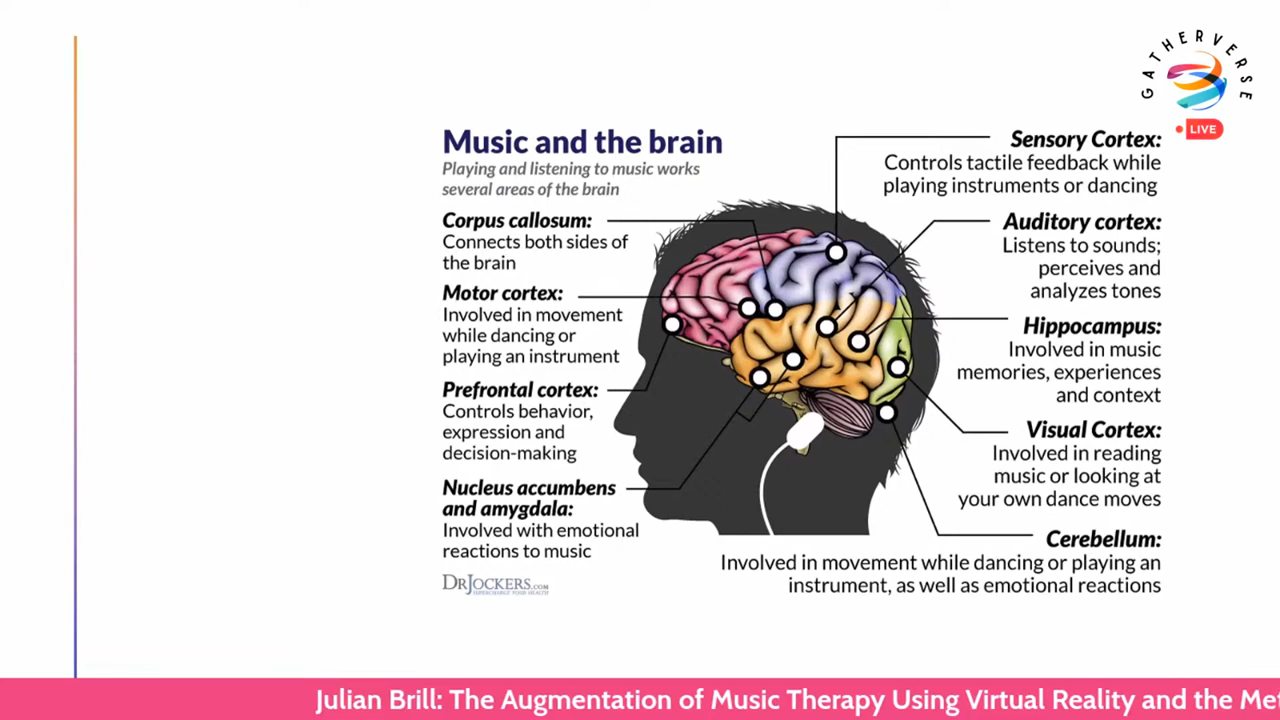 GATHERVERSE
LIVE
Music and the brain
Playing and listening to music works
several areas of the brain
Corpus callosum:
Connects both sides of
the brain
Motor cortex:
Involved in movement
while dancing or
playing an instrument
Prefrontal cortex:
Controls behavior,
expression and
decision-making
Nucleus accumbens
and amygdala:
Involved with emotional
reactions to music
DRJOCKERS.COM
SUPERCHARGE YOUR HEALTH
Sensory Cortex:
Controls tactile feedback while
playing instruments or dancing
Auditory cortex:
Listens to sounds;
perceives and
analyzes tones
Hippocampus:
Involved in music
memories, experiences
and context
Visual Cortex:
Involved in reading
music or looking at
your own dance moves
Cerebellum:
Involved in movement while dancing or playing an
instrument, as well as emotional reactions
Julian Brill: The Augmentation of Music Therapy Using Virtual Reality and the Met